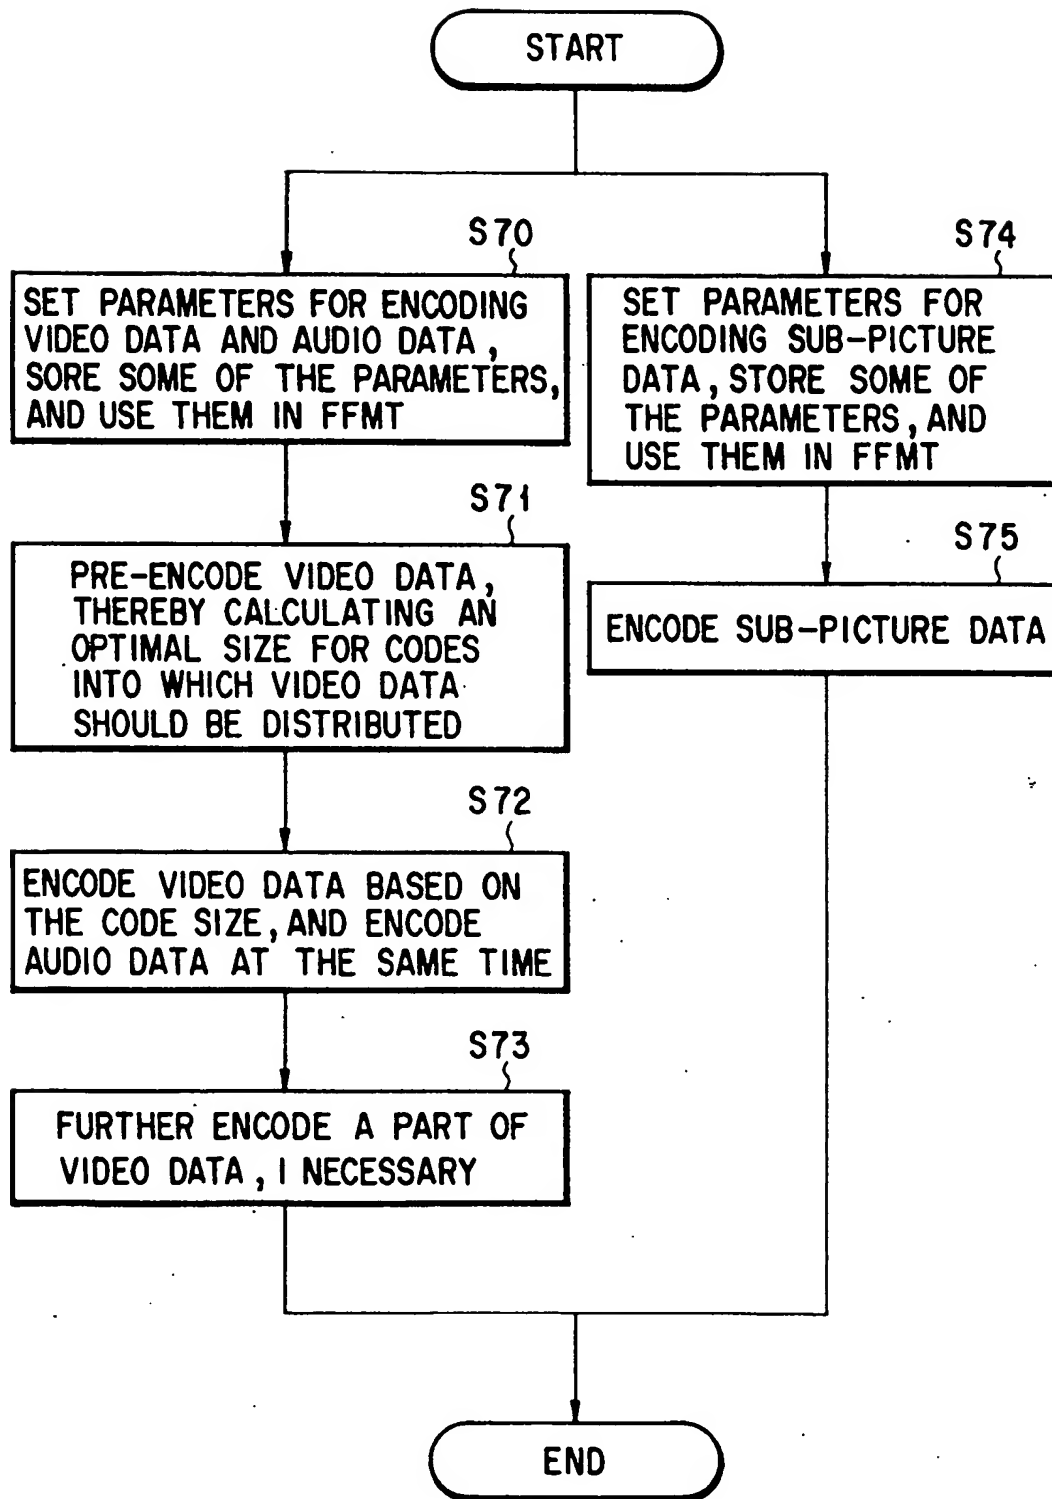 START
S70
SET PARAMETERS FOR ENCODING
VIDEO DATA AND AUDIO DATA,
SORE SOME OF THE PARAMETERS,
AND USE THEM IN FFMT
S71
PRE-ENCODE VIDEO DATA,
THEREBY CALCULATING AN
OPTIMAL SIZE FOR CODES
INTO WHICH VIDEO DATA
SHOULD BE DISTRIBUTED
S72
ENCODE VIDEO DATA BASED ON
THE CODE SIZE, AND ENCODE
AUDIO DATA AT THE SAME TIME
S73
FURTHER ENCODE A PART OF
VIDEO DATA, I NECESSARY
S74
SET PARAMETERS FOR
ENCODING SUB-PICTURE
DATA, STORE SOME OF
THE PARAMETERS, AND
USE THEM IN FFMT
S75
ENCODE SUB-PICTURE DATA
END